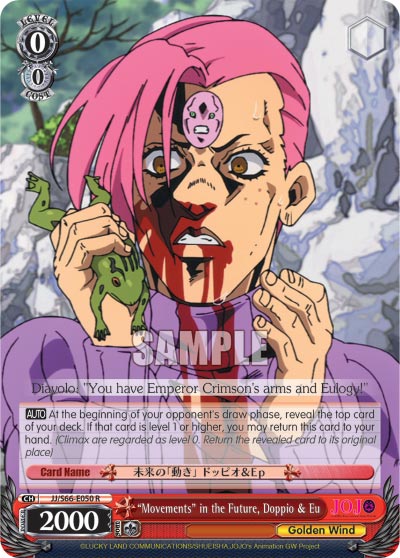 LEVEL
0
0
COST
SAMPLE
Diavolo: "You have Emperor Crimson's arms and Eulogy!"
AUTO At the beginning of your opponent's draw phase, reveal the top card
of your deck. If that card is level 1 or higher, you may return this card to your
hand. (Climax are regarded as level 0. Return the revealed card to its original
place)
Card Name 未来の「動き」ドッピオ&Ep
CH JJ/S66-E050 R
POWER 2000 SOUL "Movements" in the Future, Doppio & Eu JOJO
Golden Wind
©LUCKY LAND COMMUNICATIONS/SHUEISHA,JOJO's Animation GW Project